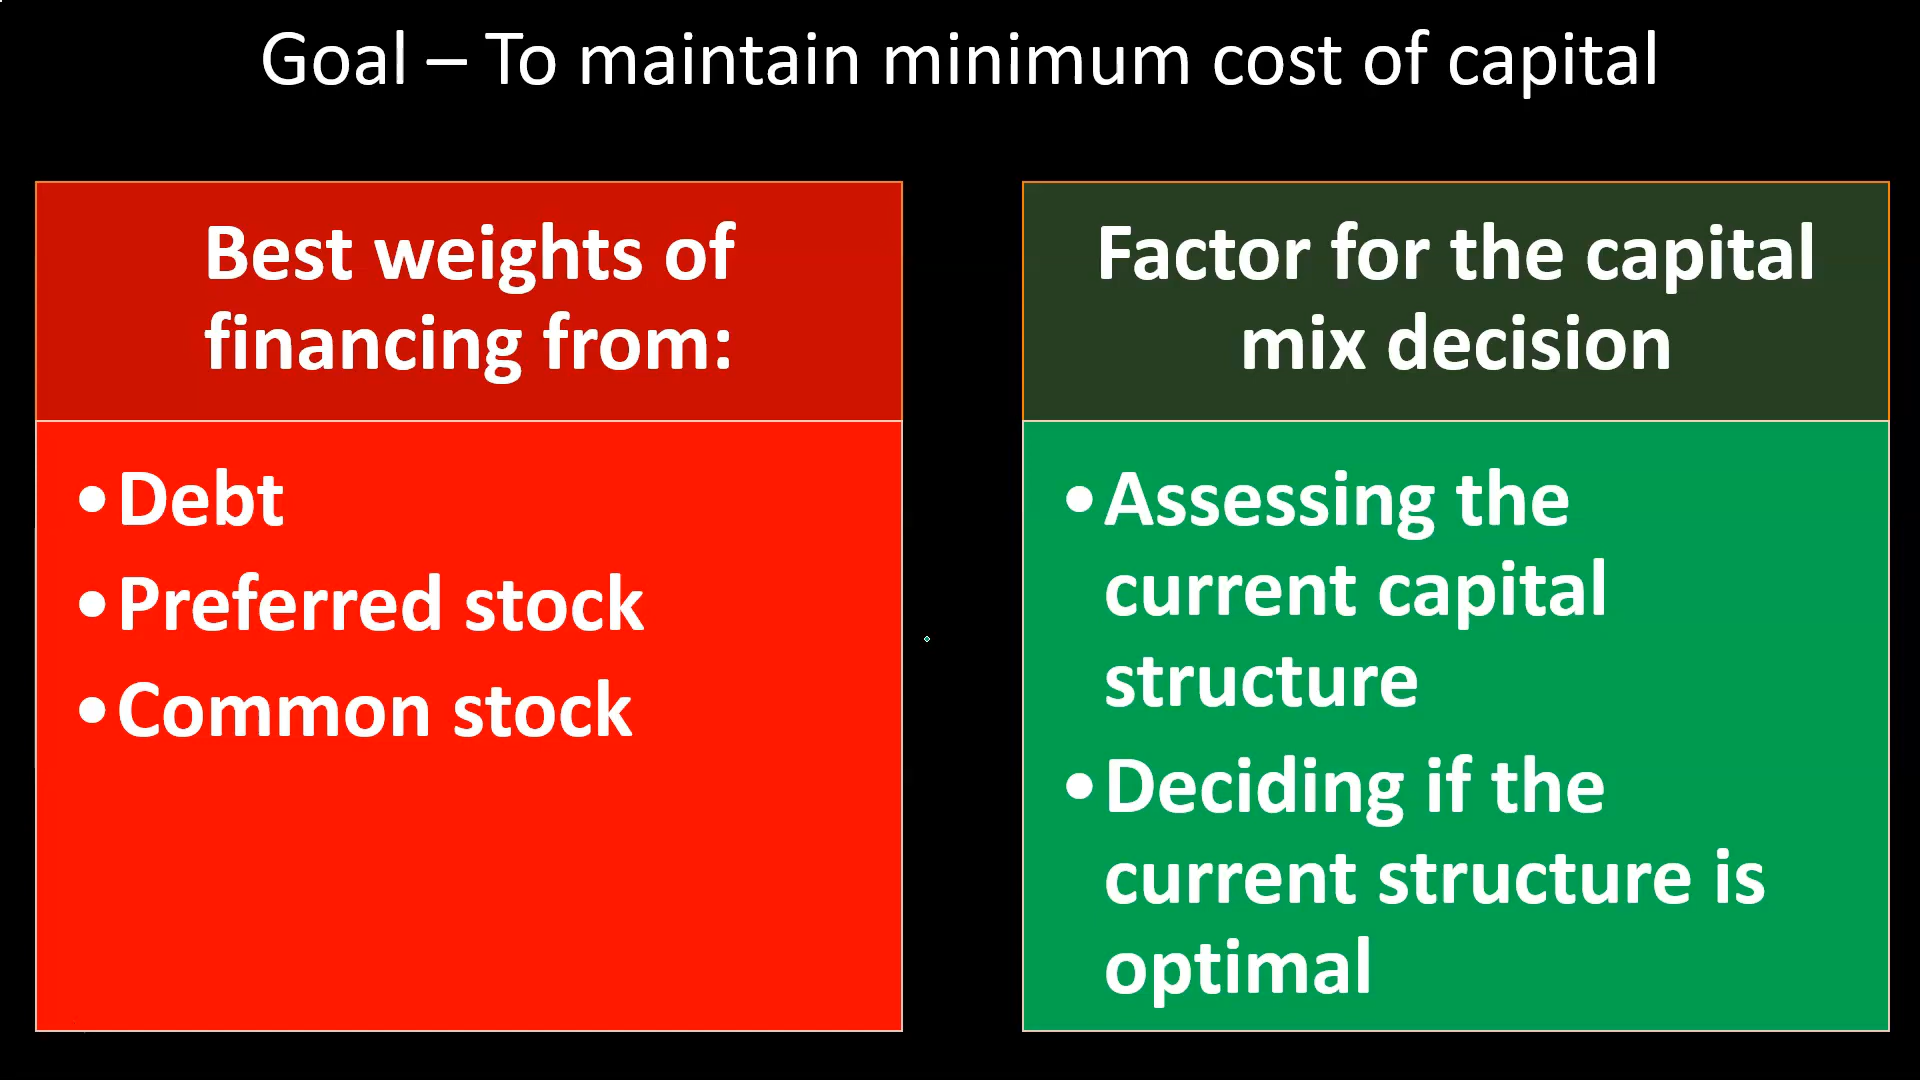 Goal – To maintain minimum cost of capital
Best weights of
financing from:
•Debt
•Preferred stock
•Common stock
Factor for the capital
mix decision
•Assessing the
current capital
structure
•Deciding if the
current structure is
optimal